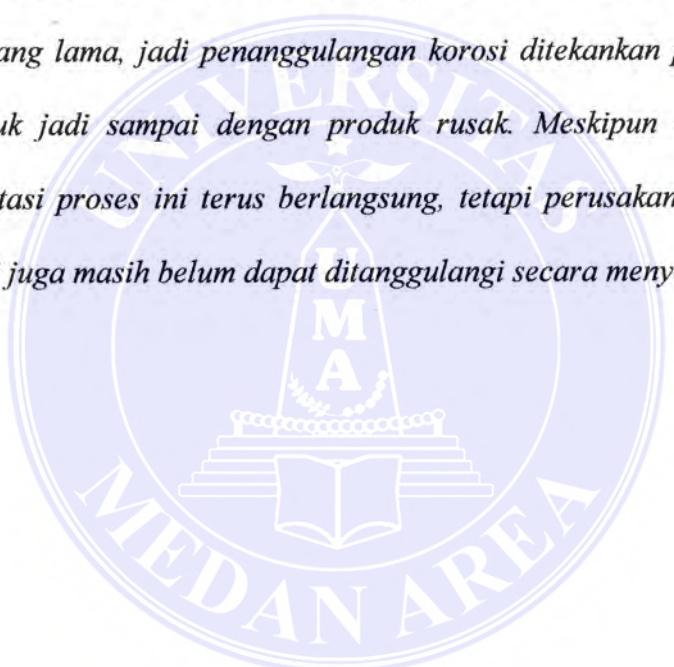 ang lama, jadi penanggulangan korosi ditekankan p
uk jadi sampai dengan produk rusak. Meskipun
tasi proses ini terus berlangsung, tetapi perusakan
juga masih belum dapat ditanggulangi secara meny
UNIVERSITAS
U
M
A
MEDAN AREA